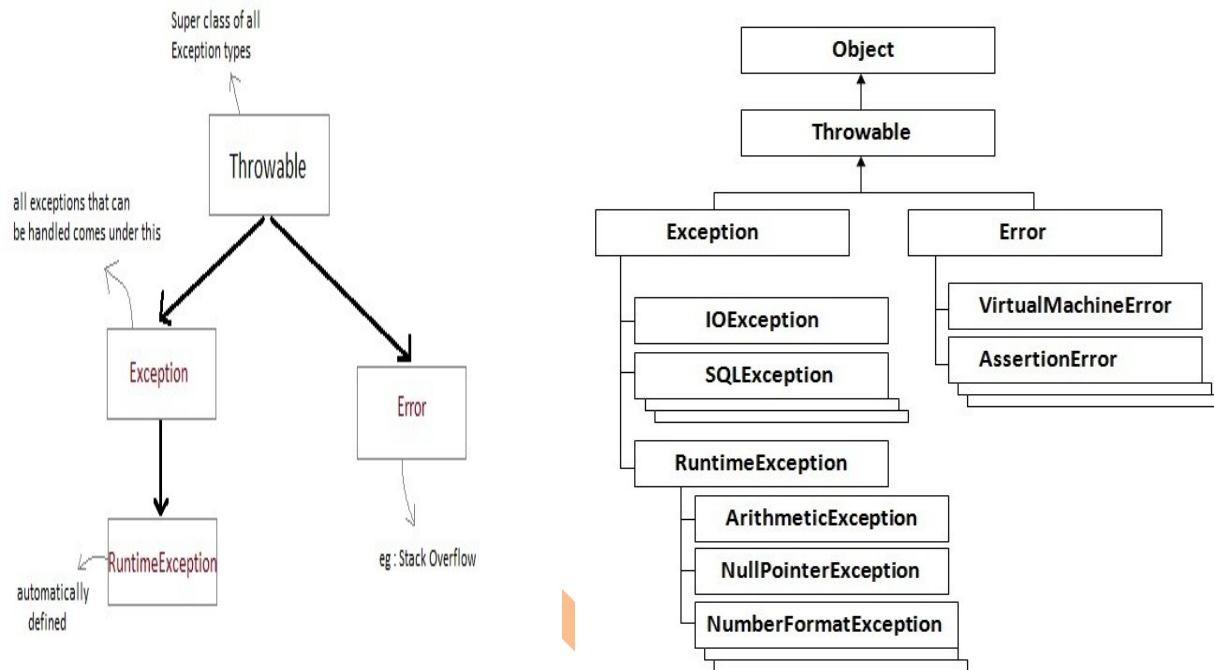 Super class of all
Exception types
Throwable
all exceptions that can
be handled comes under this
Exception
Error
RuntimeException
automatically
defined
eg : Stack Overflow
Object
Throwable
Exception
Error
IOException
SQLException
RuntimeException
ArithmeticException
NullPointerException
NumberFormatException
VirtualMachineError
AssertionError